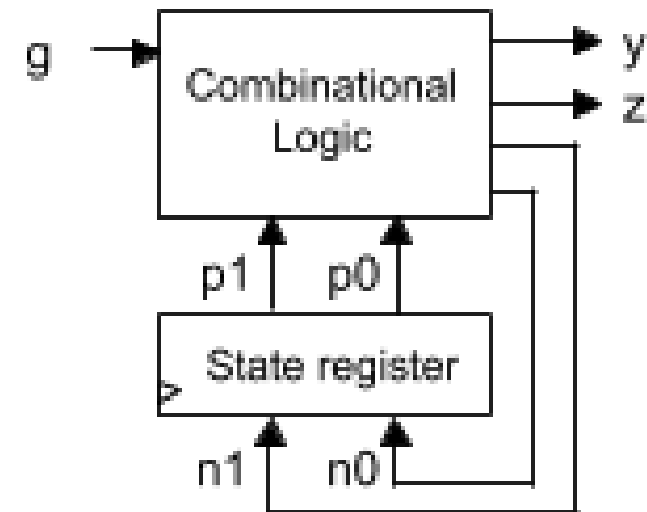 g
Combinational
Logic
y
z
p1 p0
State register
n1 n0